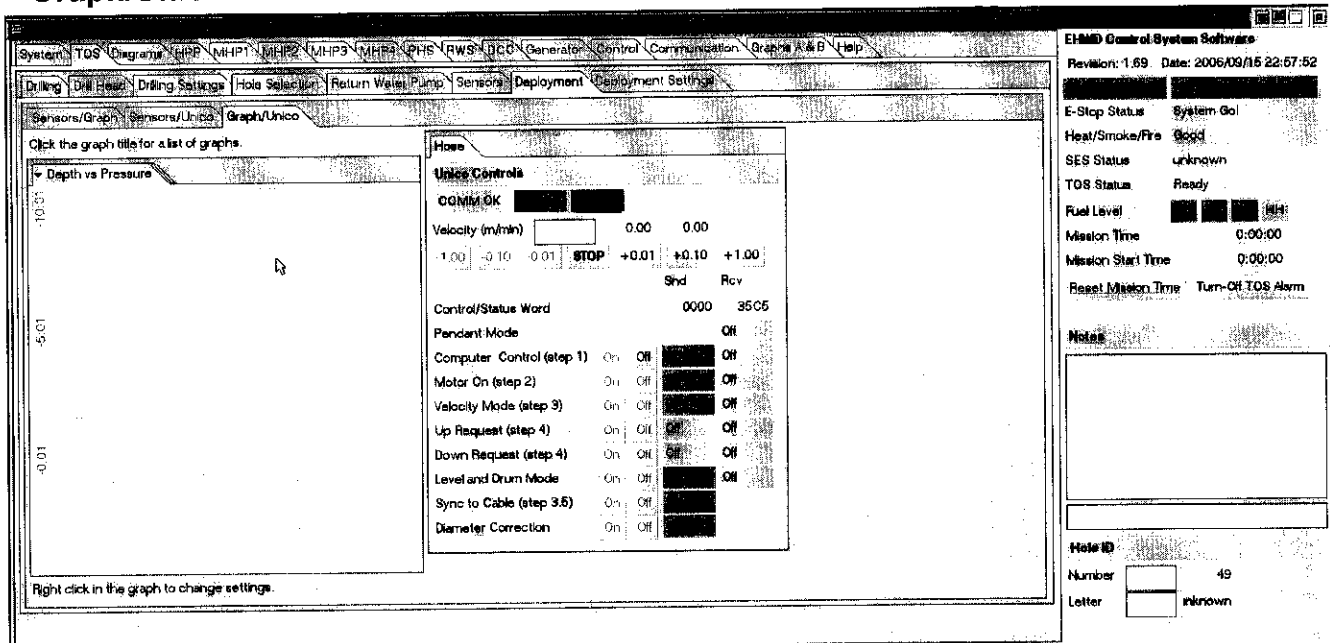 System TOS Diagrams HPP MHP1 MHP2 MHP3 MHP4 PHS RWS DCC Generator Control Communication Graphs A & B Help
Drilling Drill Head Drilling Settings Hole Selection Return Water Pump Sensors Deployment Deployment Settings
Sensors/Graph Sensors/Unico Graph/Unico
Click the graph title for a list of graphs.
Depth vs Pressure
-10.01
-5.01
-0.01
Right click in the graph to change settings.
Hose
Unico Controls
COMM OK
Velocity (m/min) 0.00 0.00
-1.00 -0.10 -0.01 STOP +0.01 +0.10 +1.00
Snd Rcv
Control/Status Word 0000 35C5
Pendant Mode Off
Computer Control (step 1) On Off Off
Motor On (step 2) On Off Off
Velocity Mode (step 3) On Off Off
Up Request (step 4) On Off Off Off
Down Request (step 4) On Off Off Off
Level and Drum Mode On Off Off
Sync to Cable (step 3.5) On Off
Diameter Correction On Off
EHWD Control System Software
Revision: 1.69 Date: 2006/09/15 22:57:52
E-Stop Status System Go!
Heat/Smoke/Fire Good
SES Status unknown
TOS Status Ready
Fuel Level HH
Mission Time 0:00:00
Mission Start Time 0:00:00
Reset Mission Time Turn-Off TOS Alarm
Notes
Hole ID
Number 49
Letter nknown